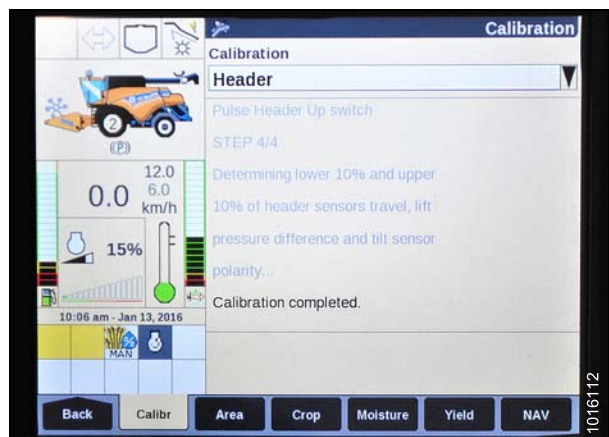 Calibration
Calibration
Header
Pulse Header Up switch
STEP 4/4
Determining lower 10% and upper
10% of header sensors travel, lift
pressure difference and tilt sensor
polarity...
Calibration completed.
2
(P)
12.0
0.0 6.0
km/h
15%
10:06 am - Jan 13, 2016
MAN
Back Calibr Area Crop Moisture Yield NAV
1016112